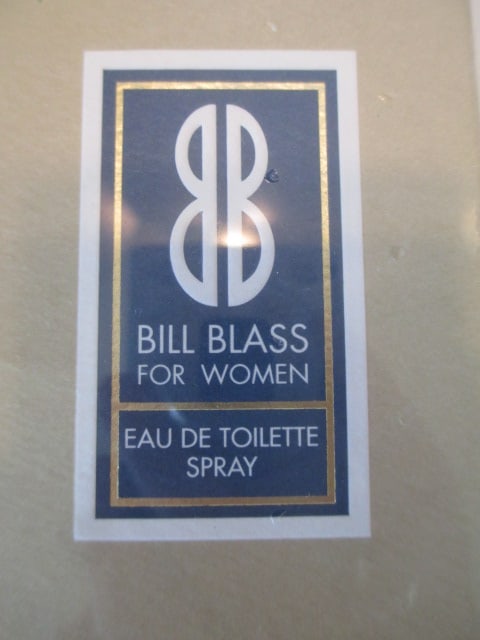 BB
BILL BLASS
FOR WOMEN
EAU DE TOILETTE
SPRAY